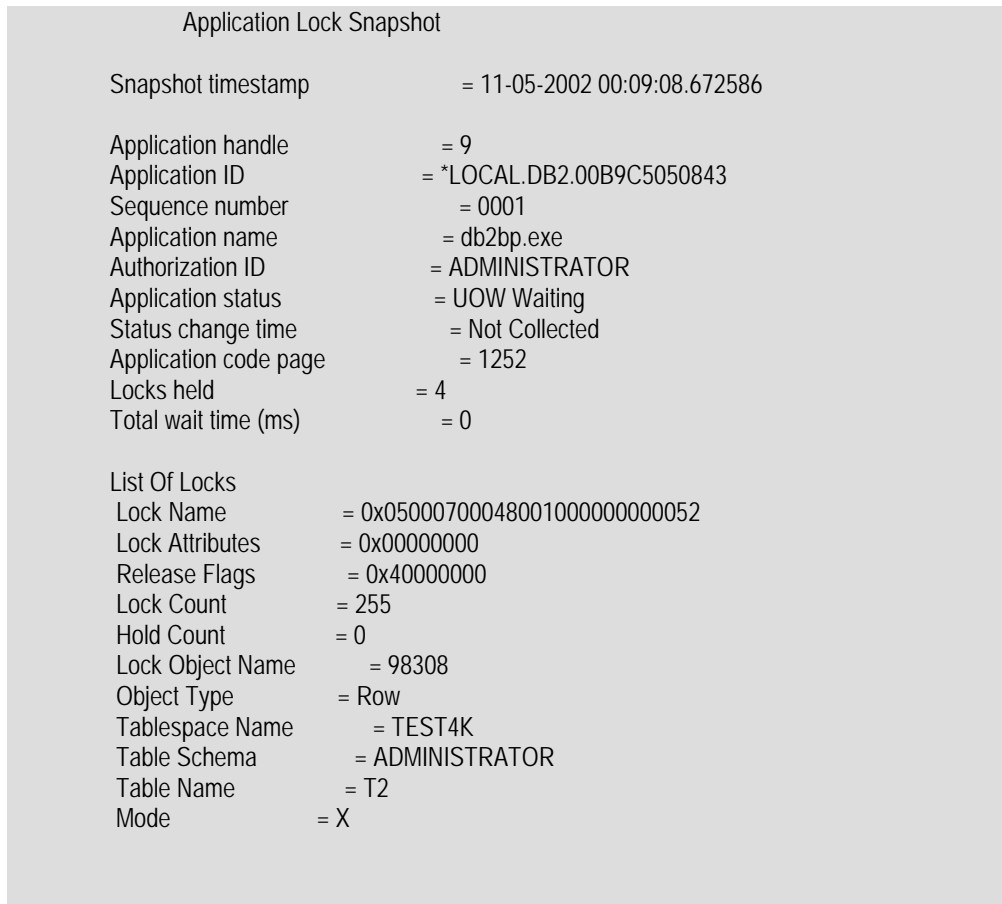 Application Lock Snapshot
Snapshot timestamp = 11-05-2002 00:09:08.672586
Application handle = 9
Application ID = *LOCAL.DB2.00B9C5050843
Sequence number = 0001
Application name = db2bp.exe
Authorization ID = ADMINISTRATOR
Application status = UOW Waiting
Status change time = Not Collected
Application code page = 1252
Locks held = 4
Total wait time (ms) = 0
List Of Locks
Lock Name = 0x05000700048001000000000052
Lock Attributes = 0x00000000
Release Flags = 0x40000000
Lock Count = 255
Hold Count = 0
Lock Object Name = 98308
Object Type = Row
Tablespace Name = TEST4K
Table Schema = ADMINISTRATOR
Table Name = T2
Mode = X